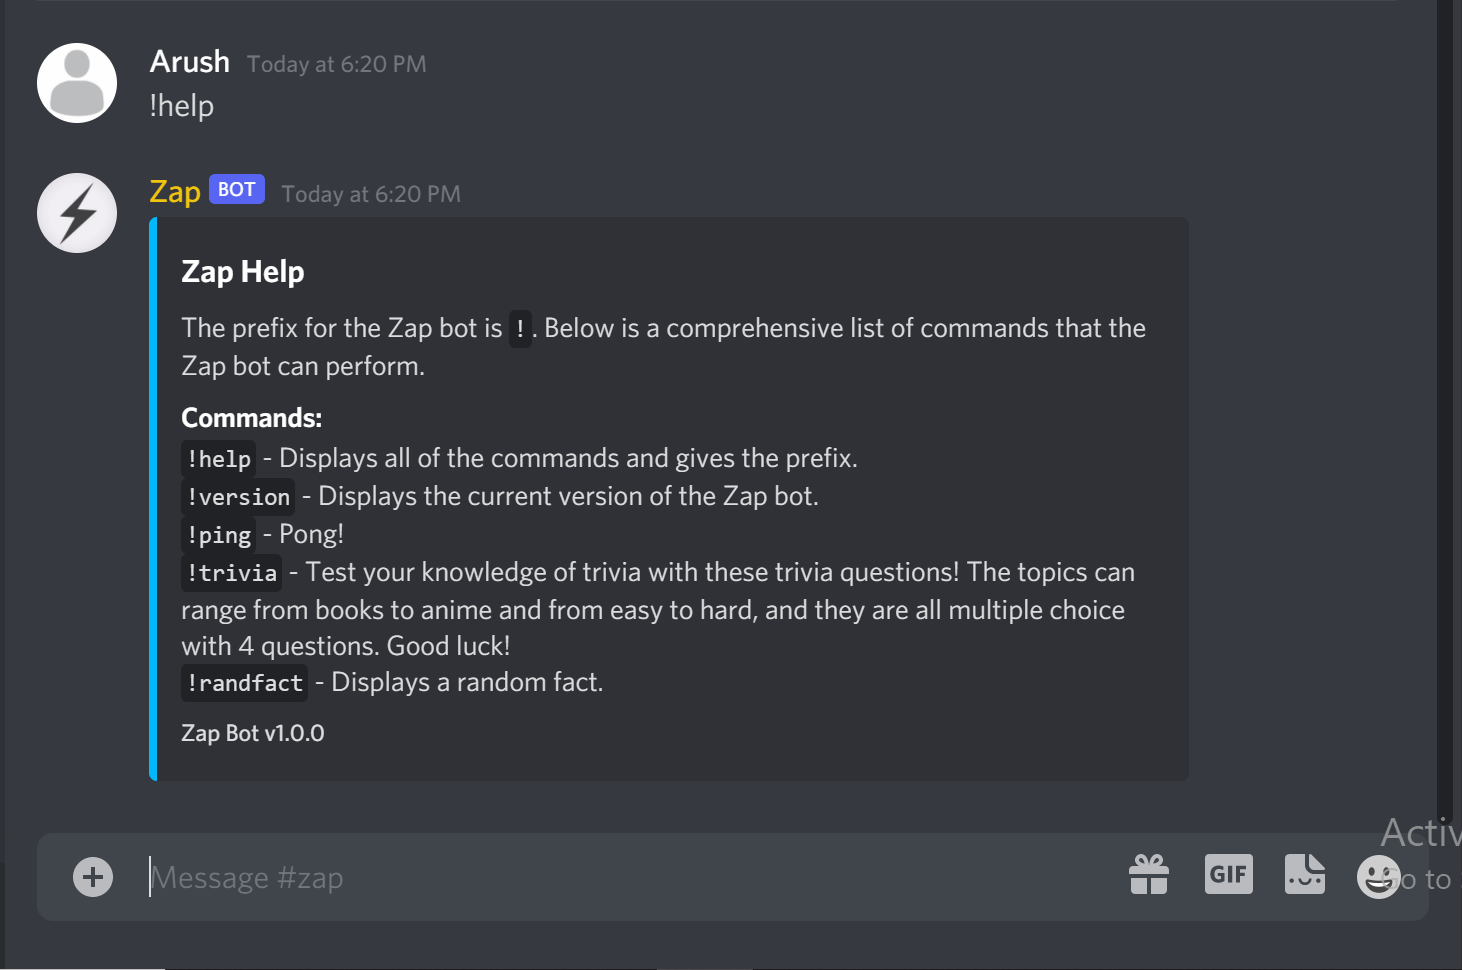 Arush Today at 6:20 PM
!help
Zap BOT Today at 6:20 PM
Zap Help
The prefix for the Zap bot is !. Below is a comprehensive list of commands that the
Zap bot can perform.
Commands:
!help - Displays all of the commands and gives the prefix.
!version - Displays the current version of the Zap bot.
!ping - Pong!
!trivia - Test your knowledge of trivia with these trivia questions! The topics can
range from books to anime and from easy to hard, and they are all multiple choice
with 4 questions. Good luck!
!randfact - Displays a random fact.
Zap Bot v1.0.0
Message #zap
GIF
Go to